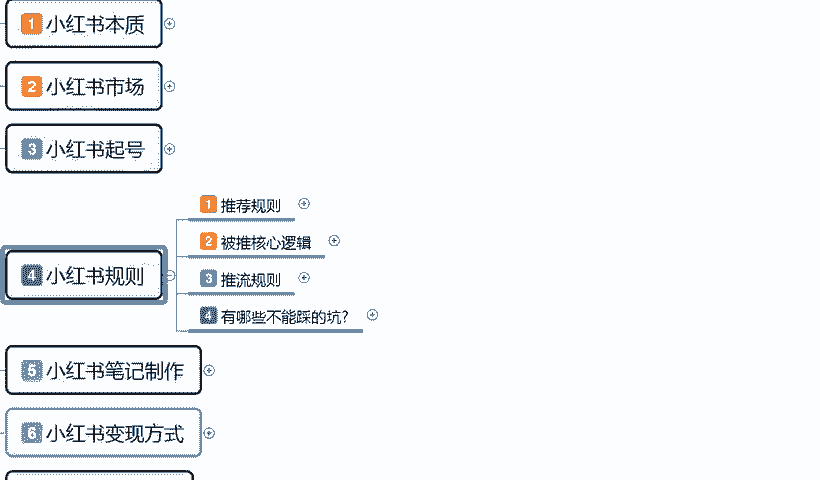 1 小红书本质
2 小红书市场
3 小红书起号
4 小红书规则
1 推荐规则
2 被推核心逻辑
3 推流规则
4 有哪些不能踩的坑?
5 小红书笔记制作
6 小红书变现方式